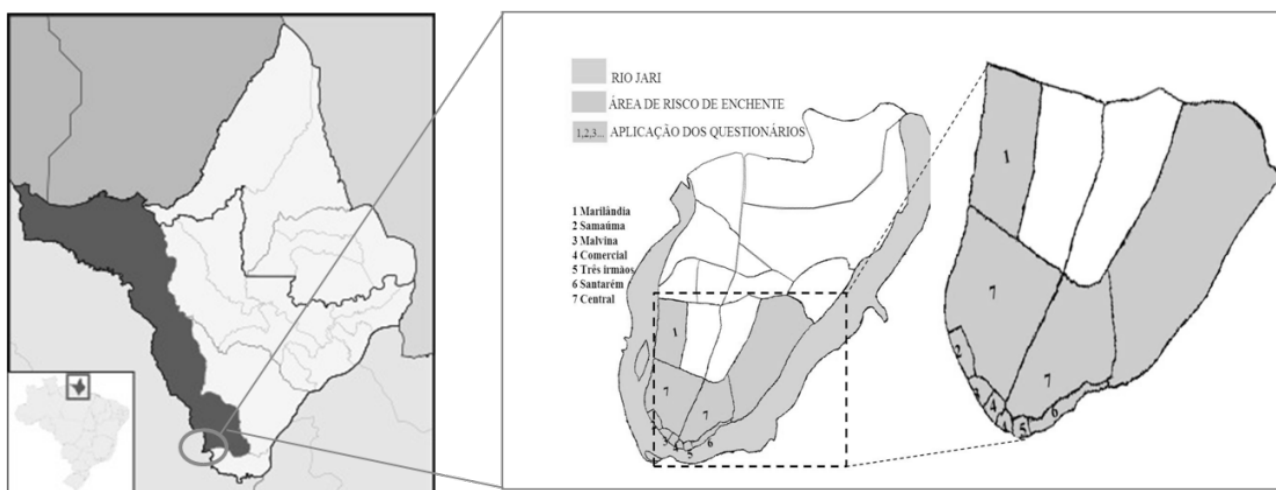 RIO JARI
ÁREA DE RISCO DE ENCHENTE
1,2,3... APLICAÇÃO DOS QUESTIONÁRIOS
1 Marilândia
2 Samaúma
3 Malvina
4 Comercial
5 Três irmãos
6 Santarém
7 Central
1
7
7
3
4
5
6
1
7
7
2
3
4
4
5
6